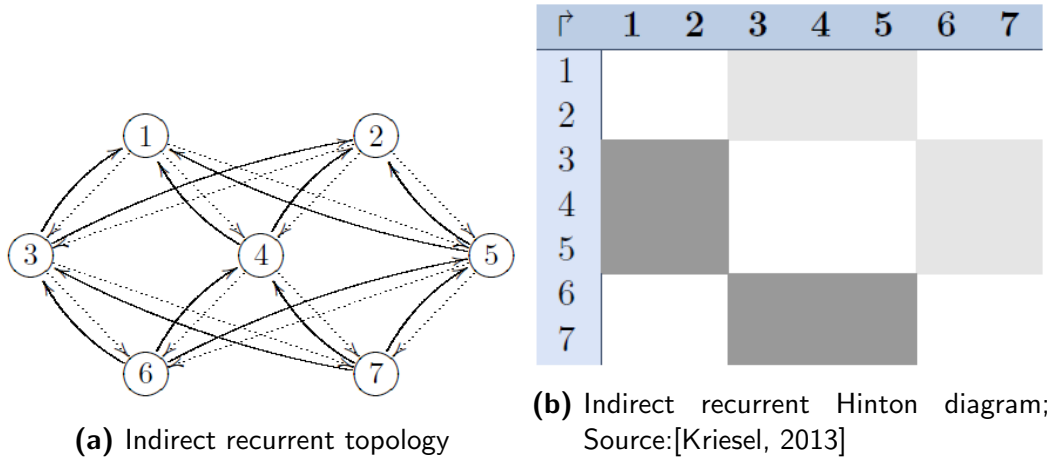 1 2
3 4 5
6 7
(a) Indirect recurrent topology
↱ 1 2 3 4 5 6 7
1
2
3
4
5
6
7
(b) Indirect recurrent Hinton diagram;
Source:[Kriesel, 2013]